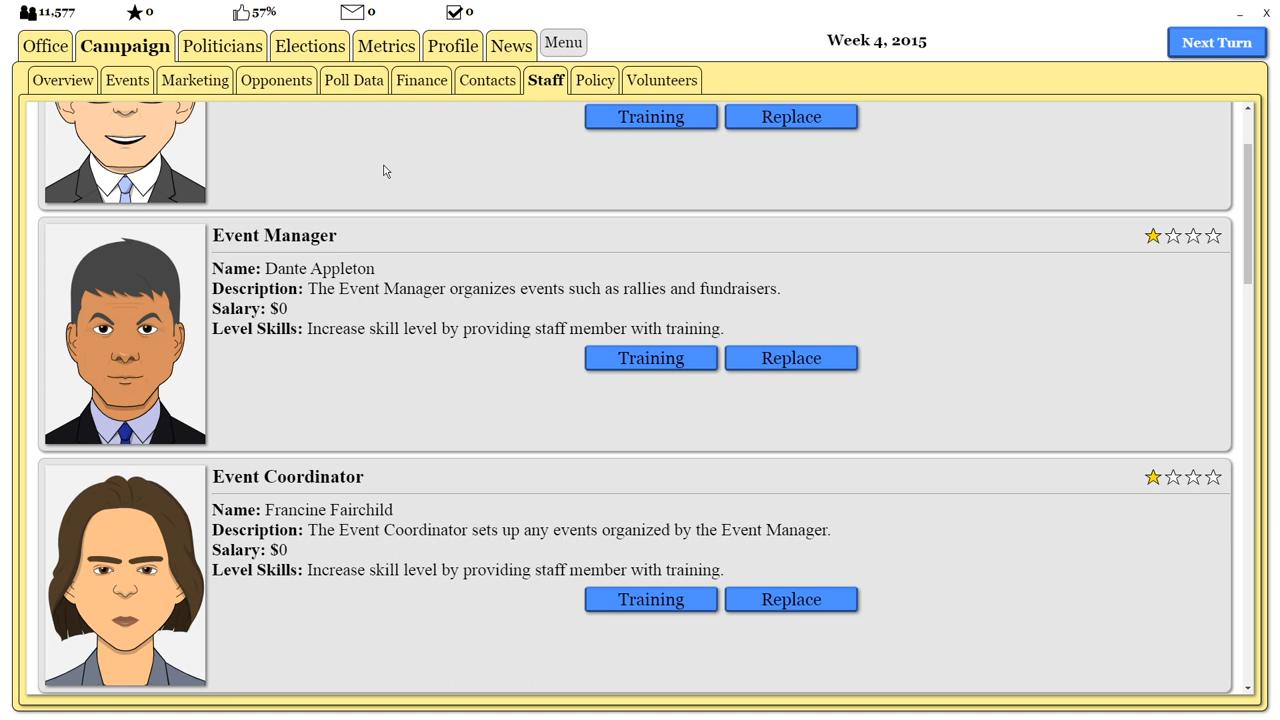 11,577 0 57% 0 0 _ X
Office Campaign Politicians Elections Metrics Profile News Menu Week 4, 2015 Next Turn
Overview Events Marketing Opponents Poll Data Finance Contacts Staff Policy Volunteers
Training Replace
Event Manager
Name: Dante Appleton
Description: The Event Manager organizes events such as rallies and fundraisers.
Salary: $0
Level Skills: Increase skill level by providing staff member with training.
Training Replace
Event Coordinator
Name: Francine Fairchild
Description: The Event Coordinator sets up any events organized by the Event Manager.
Salary: $0
Level Skills: Increase skill level by providing staff member with training.
Training Replace